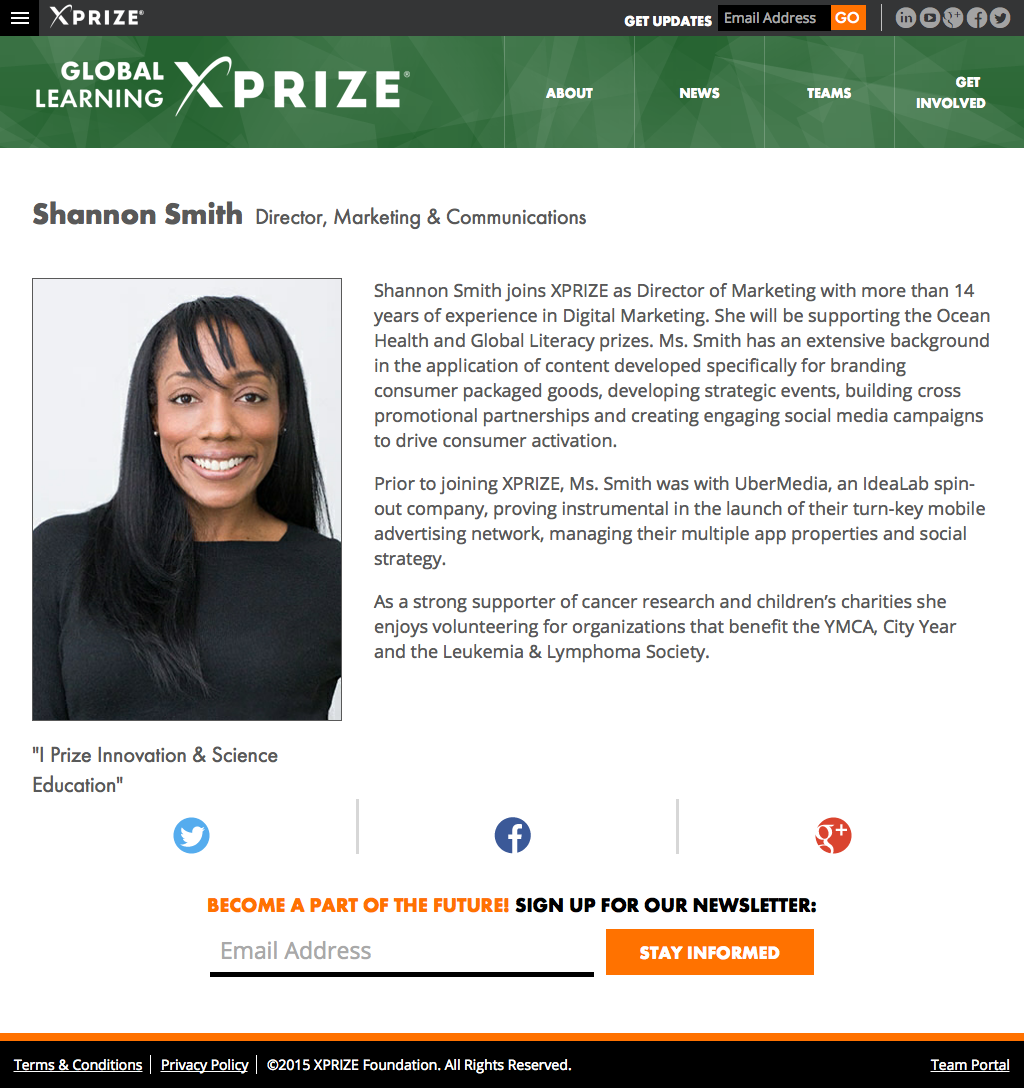 XPRIZE®
GET UPDATES Email Address GO
in g+ f
GLOBAL
LEARNING
XPRIZE®
ABOUT
NEWS
TEAMS
GET
INVOLVED
Shannon Smith Director, Marketing & Communications
Shannon Smith joins XPRIZE as Director of Marketing with more than 14
years of experience in Digital Marketing. She will be supporting the Ocean
Health and Global Literacy prizes. Ms. Smith has an extensive background
in the application of content developed specifically for branding
consumer packaged goods, developing strategic events, building cross
promotional partnerships and creating engaging social media campaigns
to drive consumer activation.
Prior to joining XPRIZE, Ms. Smith was with UberMedia, an IdeaLab spin-
out company, proving instrumental in the launch of their turn-key mobile
advertising network, managing their multiple app properties and social
strategy.
As a strong supporter of cancer research and children’s charities she
enjoys volunteering for organizations that benefit the YMCA, City Year
and the Leukemia & Lymphoma Society.
"I Prize Innovation & Science
Education"
f
g+
BECOME A PART OF THE FUTURE! SIGN UP FOR OUR NEWSLETTER:
Email Address
STAY INFORMED
Terms & Conditions
Privacy Policy
©2015 XPRIZE Foundation. All Rights Reserved.
Team Portal